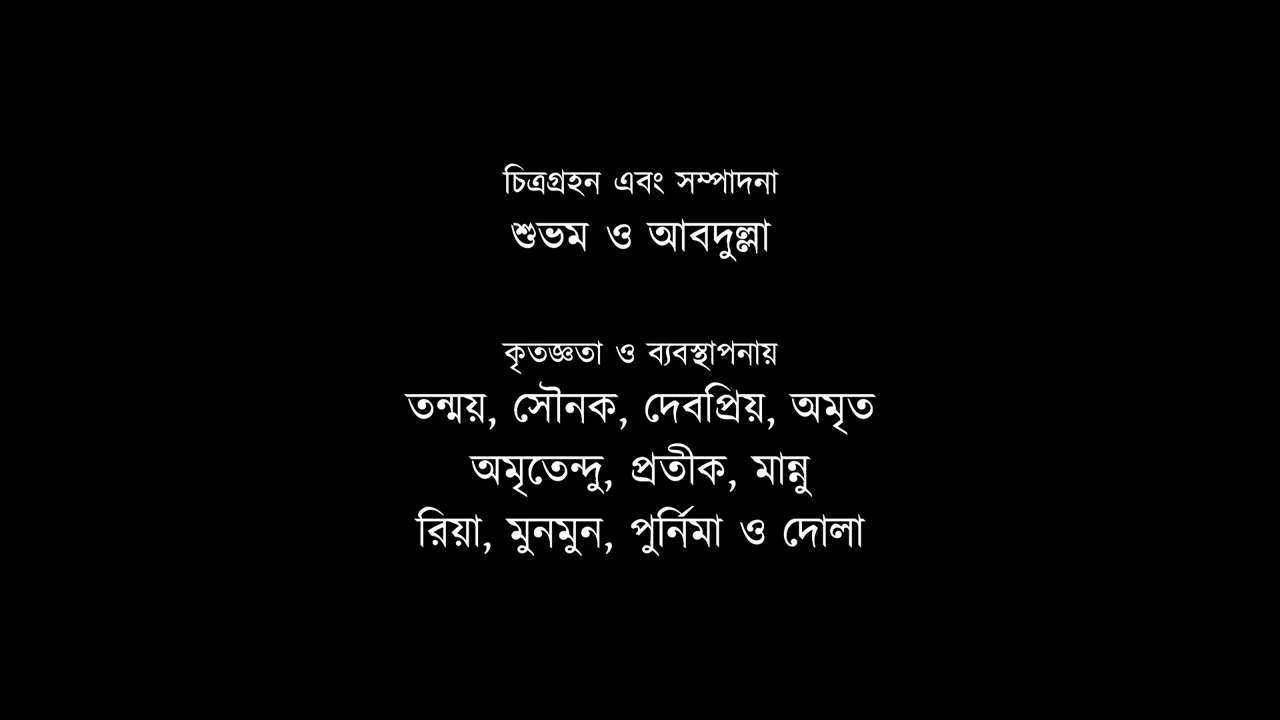 চিত্রগ্রহন এবং সম্পাদনা
শুভম ও আবদুল্লা
কৃতজ্ঞতা ও ব্যবস্থাপনায়
তন্ময়, সৌনক, দেবপ্রিয়, অমৃত
অমৃতেন্দু, প্রতীক, মান্নু
রিয়া, মুনমুন, পুর্নিমা ও দোলা